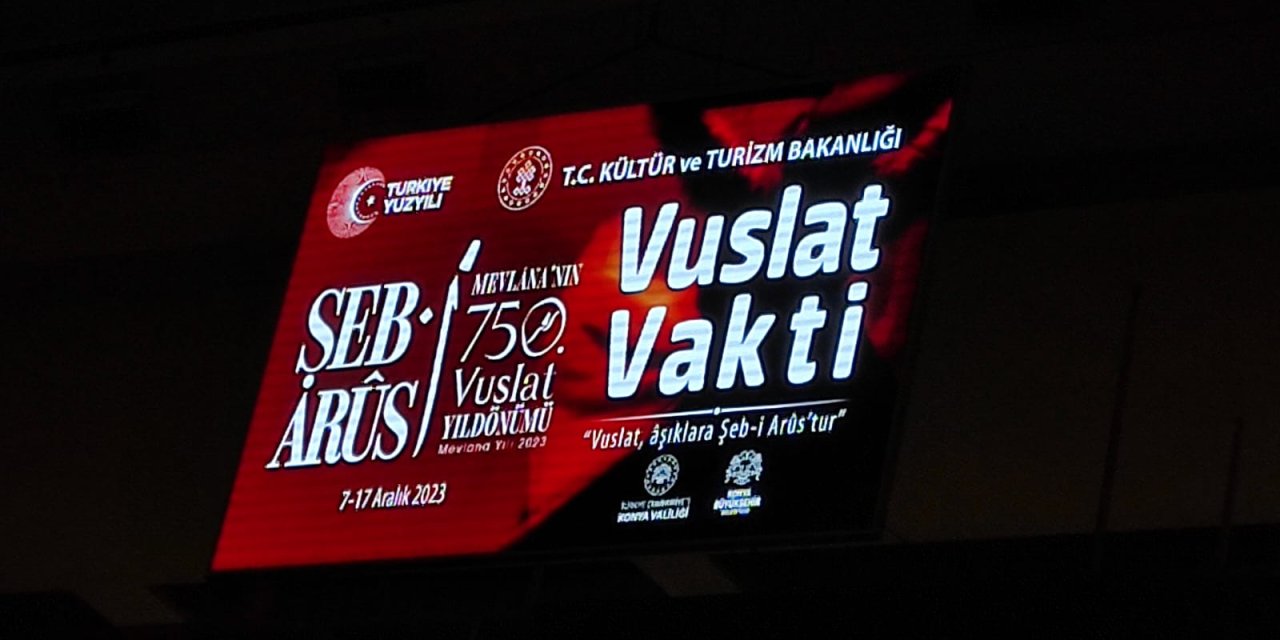 TÜRKİYE
YÜZYILI
T.C. KÜLTÜR ve TURİZM BAKANLIĞI
ŞEB-İ
ARÛS
MEVLÂNA'NIN
750.
Vuslat
YILDÖNÜMÜ
Mevlana Yılı 2023
7-17 Aralık 2023
Vuslat
Vakti
"Vuslat, âşıklara Şeb-i Arûs'tur"
KONYA VALİLİĞİ
KONYA
BÜYÜKŞEHİR